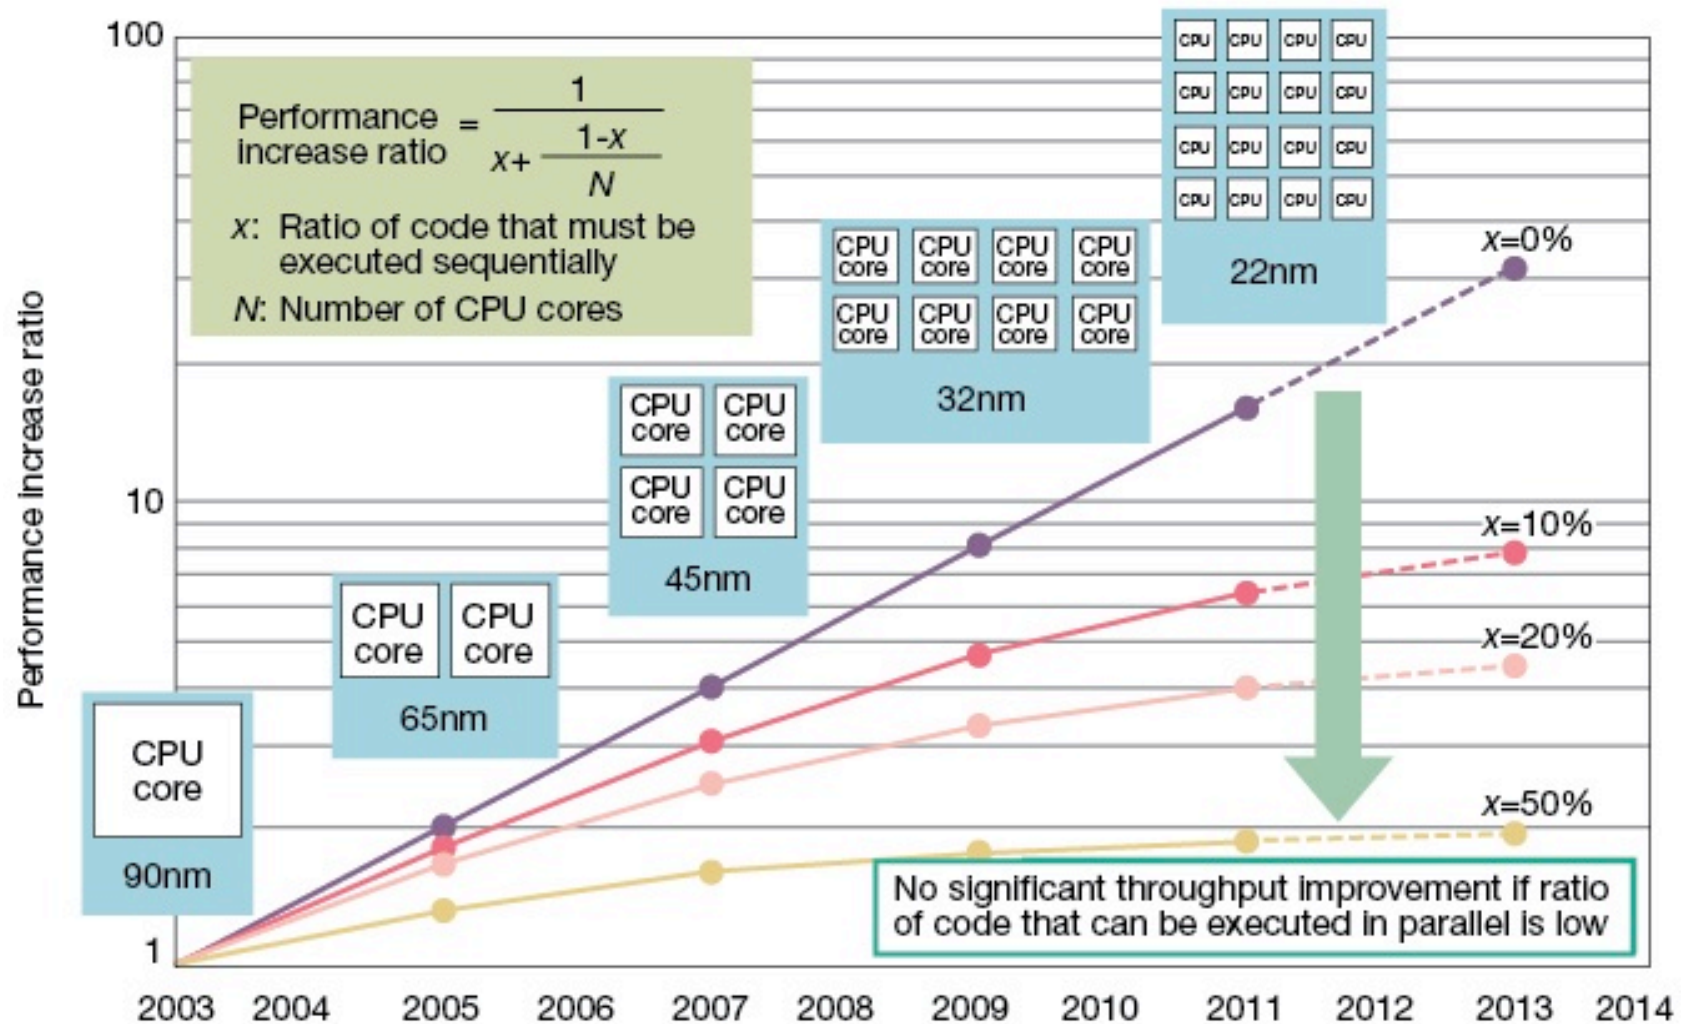 100
10
1
Performance increase ratio
Performance
increase ratio
=
1
x+
1-x
N
x: Ratio of code that must be
executed sequentially
N: Number of CPU cores
CPU
core
90nm
CPU CPU
core core
65nm
CPU CPU
core core
CPU CPU
core core
45nm
CPU CPU CPU CPU
core core core core
CPU CPU CPU CPU
core core core core
32nm
CPU CPU CPU CPU
CPU CPU CPU CPU
CPU CPU CPU CPU
CPU CPU CPU CPU
22nm
x=0%
x=10%
x=20%
x=50%
No significant throughput improvement if ratio
of code that can be executed in parallel is low
2003 2004 2005 2006 2007 2008 2009 2010 2011 2012 2013 2014